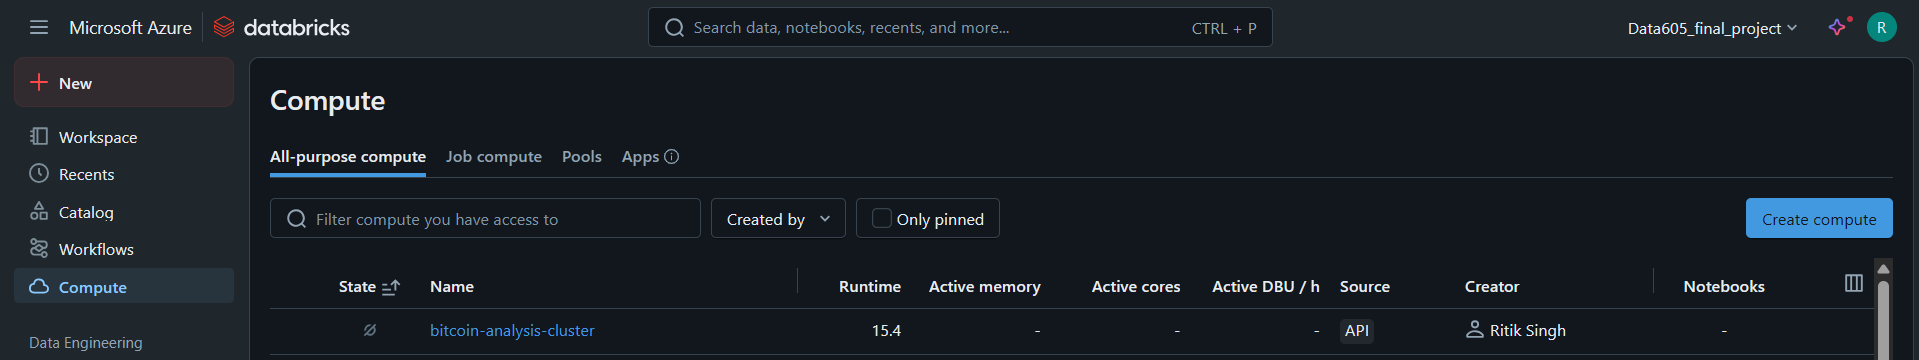 Microsoft Azure databricks Search data, notebooks, recents, and more... CTRL + P Data605_final_project R
New
Workspace
Recents
Catalog
Workflows
Compute
Data Engineering
Compute
All-purpose compute Job compute Pools Apps
Filter compute you have access to Created by Only pinned Create compute
State Name Runtime Active memory Active cores Active DBU / h Source Creator Notebooks
bitcoin-analysis-cluster 15.4 - - - API Ritik Singh -